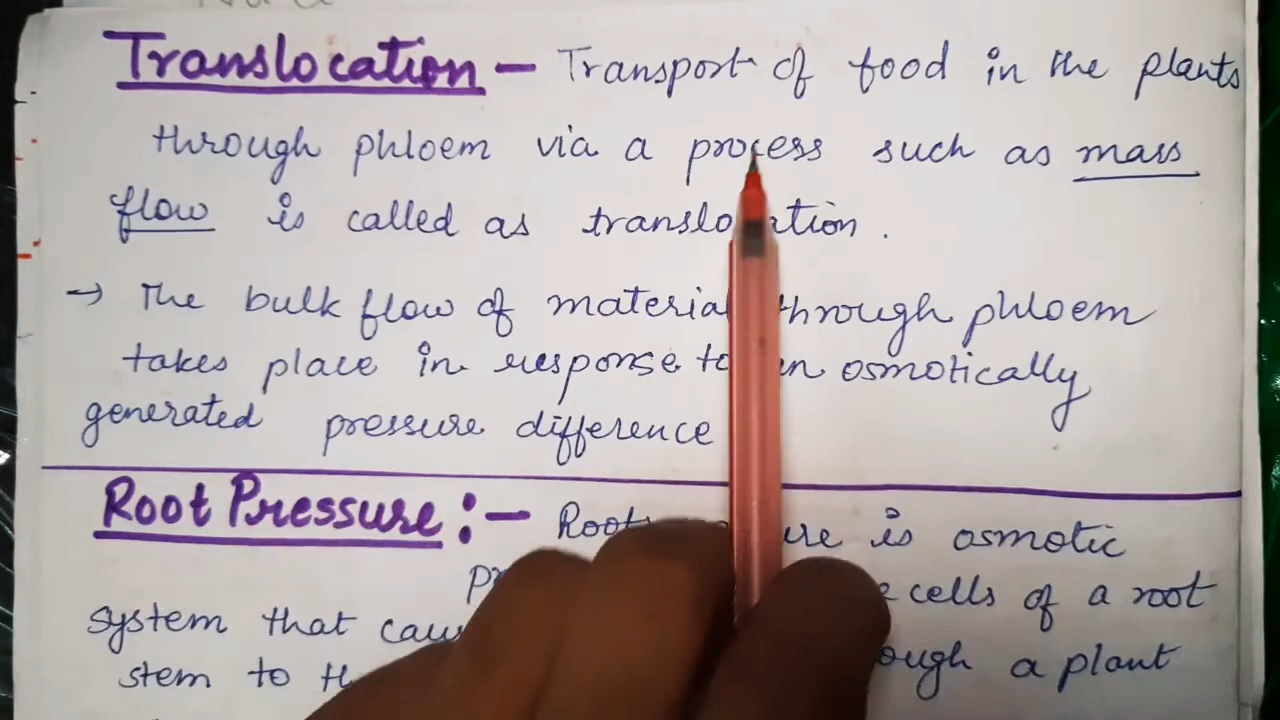 Translocation - Transport of food in the plants
through phloem via a process such as mass
flow is called as translocation.
→ The bulk flow of material through phloem
takes place in response to an osmotically
generated pressure difference
Root Pressure :- Root is osmotic
cells of a root
system that
stem to a plant